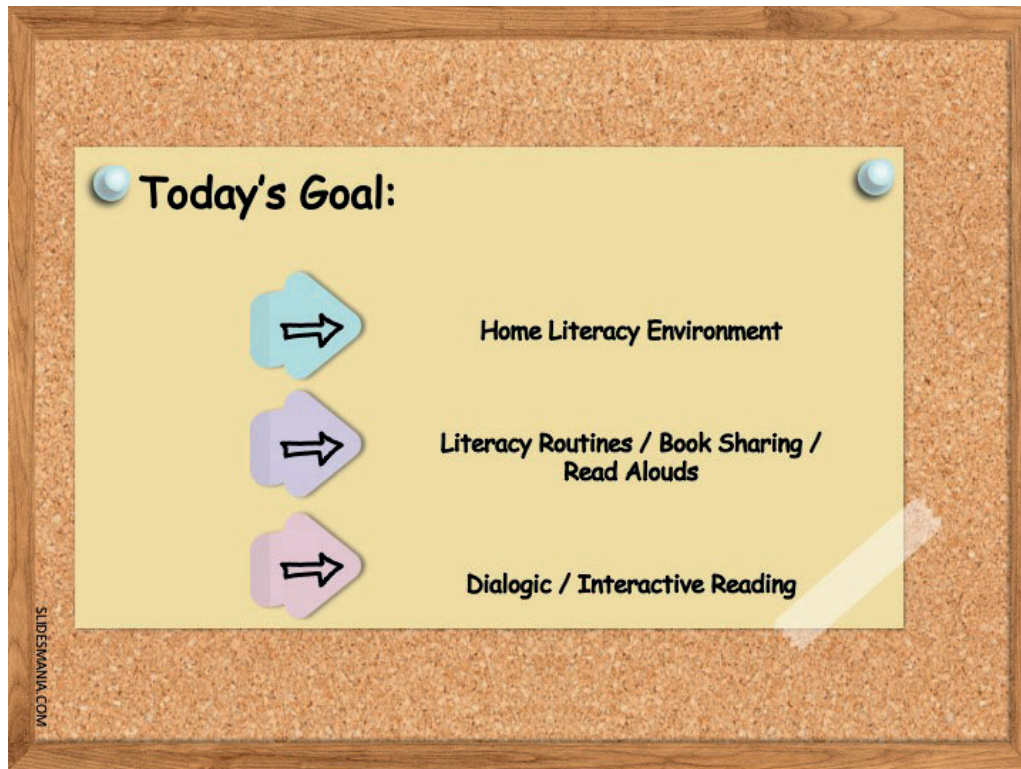 Today's Goal:
Home Literacy Environment
Literacy Routines / Book Sharing /
Read Alouds
Dialogic / Interactive Reading
SLIDESMANIA.COM